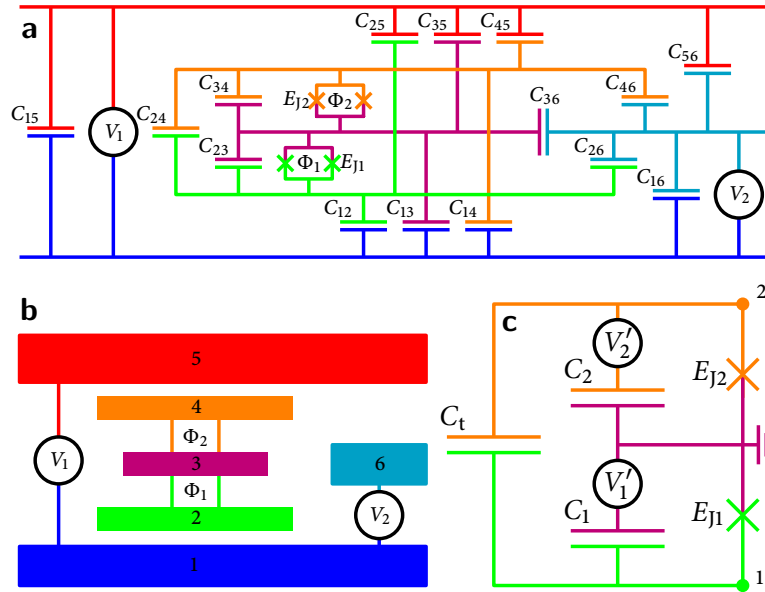 a
C25 C35 C45
C56
C34
EJ2 Φ2
C36
C46
C15
V1
C24
C23
Φ1 EJ1
C26
C16
V2
C12 C13 C14
b
5
4
Φ2
V1
3
6
Φ1
2
V2
1
c
2
V2′
C2
EJ2
Ct
V1′
C1
EJ1
1